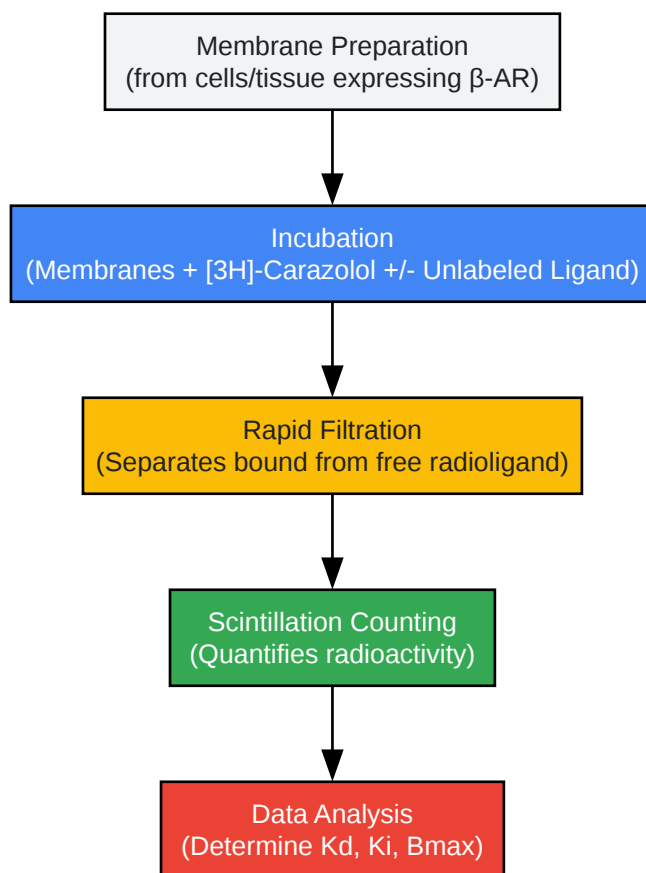 Membrane Preparation
(from cells/tissue expressing β-AR)
Incubation
(Membranes + [3H]-Carazolol +/- Unlabeled Ligand)
Rapid Filtration
(Separates bound from free radioligand)
Scintillation Counting
(Quantifies radioactivity)
Data Analysis
(Determine Kd, Ki, Bmax)